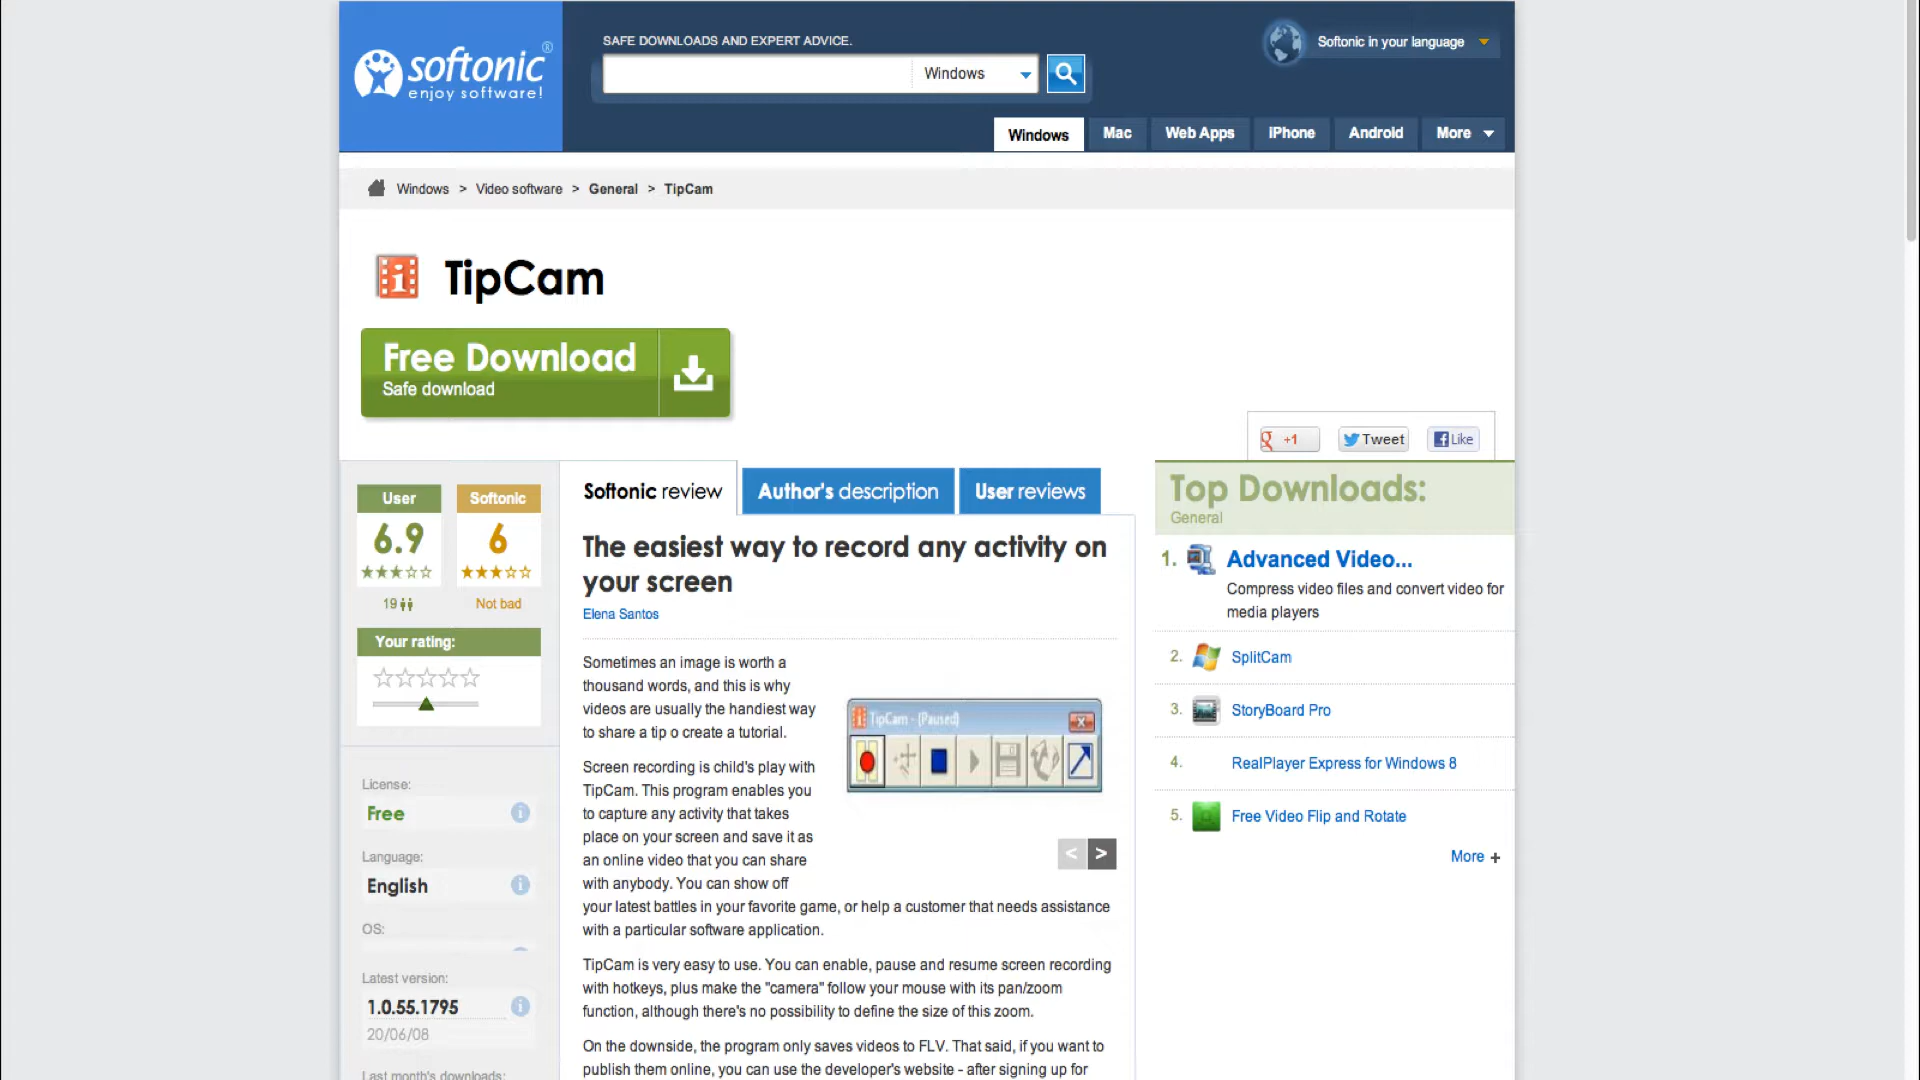 softonic®
enjoy software!
SAFE DOWNLOADS AND EXPERT ADVICE.
Windows
Softonic in your language
Windows
Mac
Web Apps
iPhone
Android
More
Windows > Video software > General > TipCam
TipCam
Free Download
Safe download
+1
Tweet
Like
User
6.9
19
Softonic
6
Not bad
Your rating:
License:
Free
Language:
English
OS:
Latest version:
1.0.55.1795
20/06/08
Last month's downloads:
Softonic review
Author's description
User reviews
The easiest way to record any activity on
your screen
Elena Santos
Sometimes an image is worth a
thousand words, and this is why
videos are usually the handiest way
to share a tip o create a tutorial.
TipCam - (Paused)
Screen recording is child's play with
TipCam. This program enables you
to capture any activity that takes
place on your screen and save it as
an online video that you can share
with anybody. You can show off
your latest battles in your favorite game, or help a customer that needs assistance
with a particular software application.
TipCam is very easy to use. You can enable, pause and resume screen recording
with hotkeys, plus make the "camera" follow your mouse with its pan/zoom
function, although there's no possibility to define the size of this zoom.
On the downside, the program only saves videos to FLV. That said, if you want to
publish them online, you can use the developer's website - after signing up for
< >
Top Downloads:
General
1. Advanced Video...
Compress video files and convert video for
media players
2. SplitCam
3. StoryBoard Pro
4. RealPlayer Express for Windows 8
5. Free Video Flip and Rotate
More +